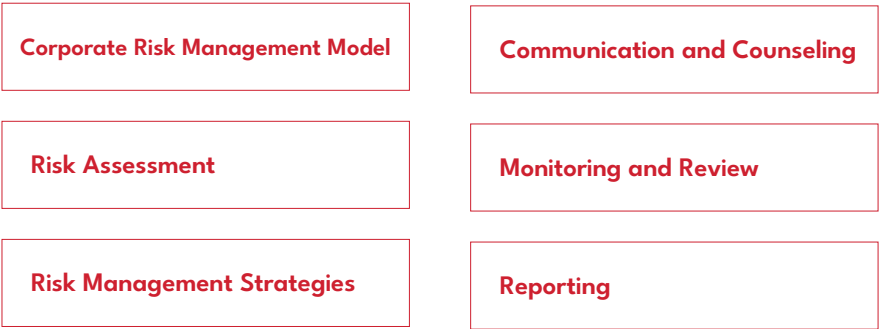 Corporate Risk Management Model
Risk Assessment
Risk Management Strategies
Communication and Counseling
Monitoring and Review
Reporting